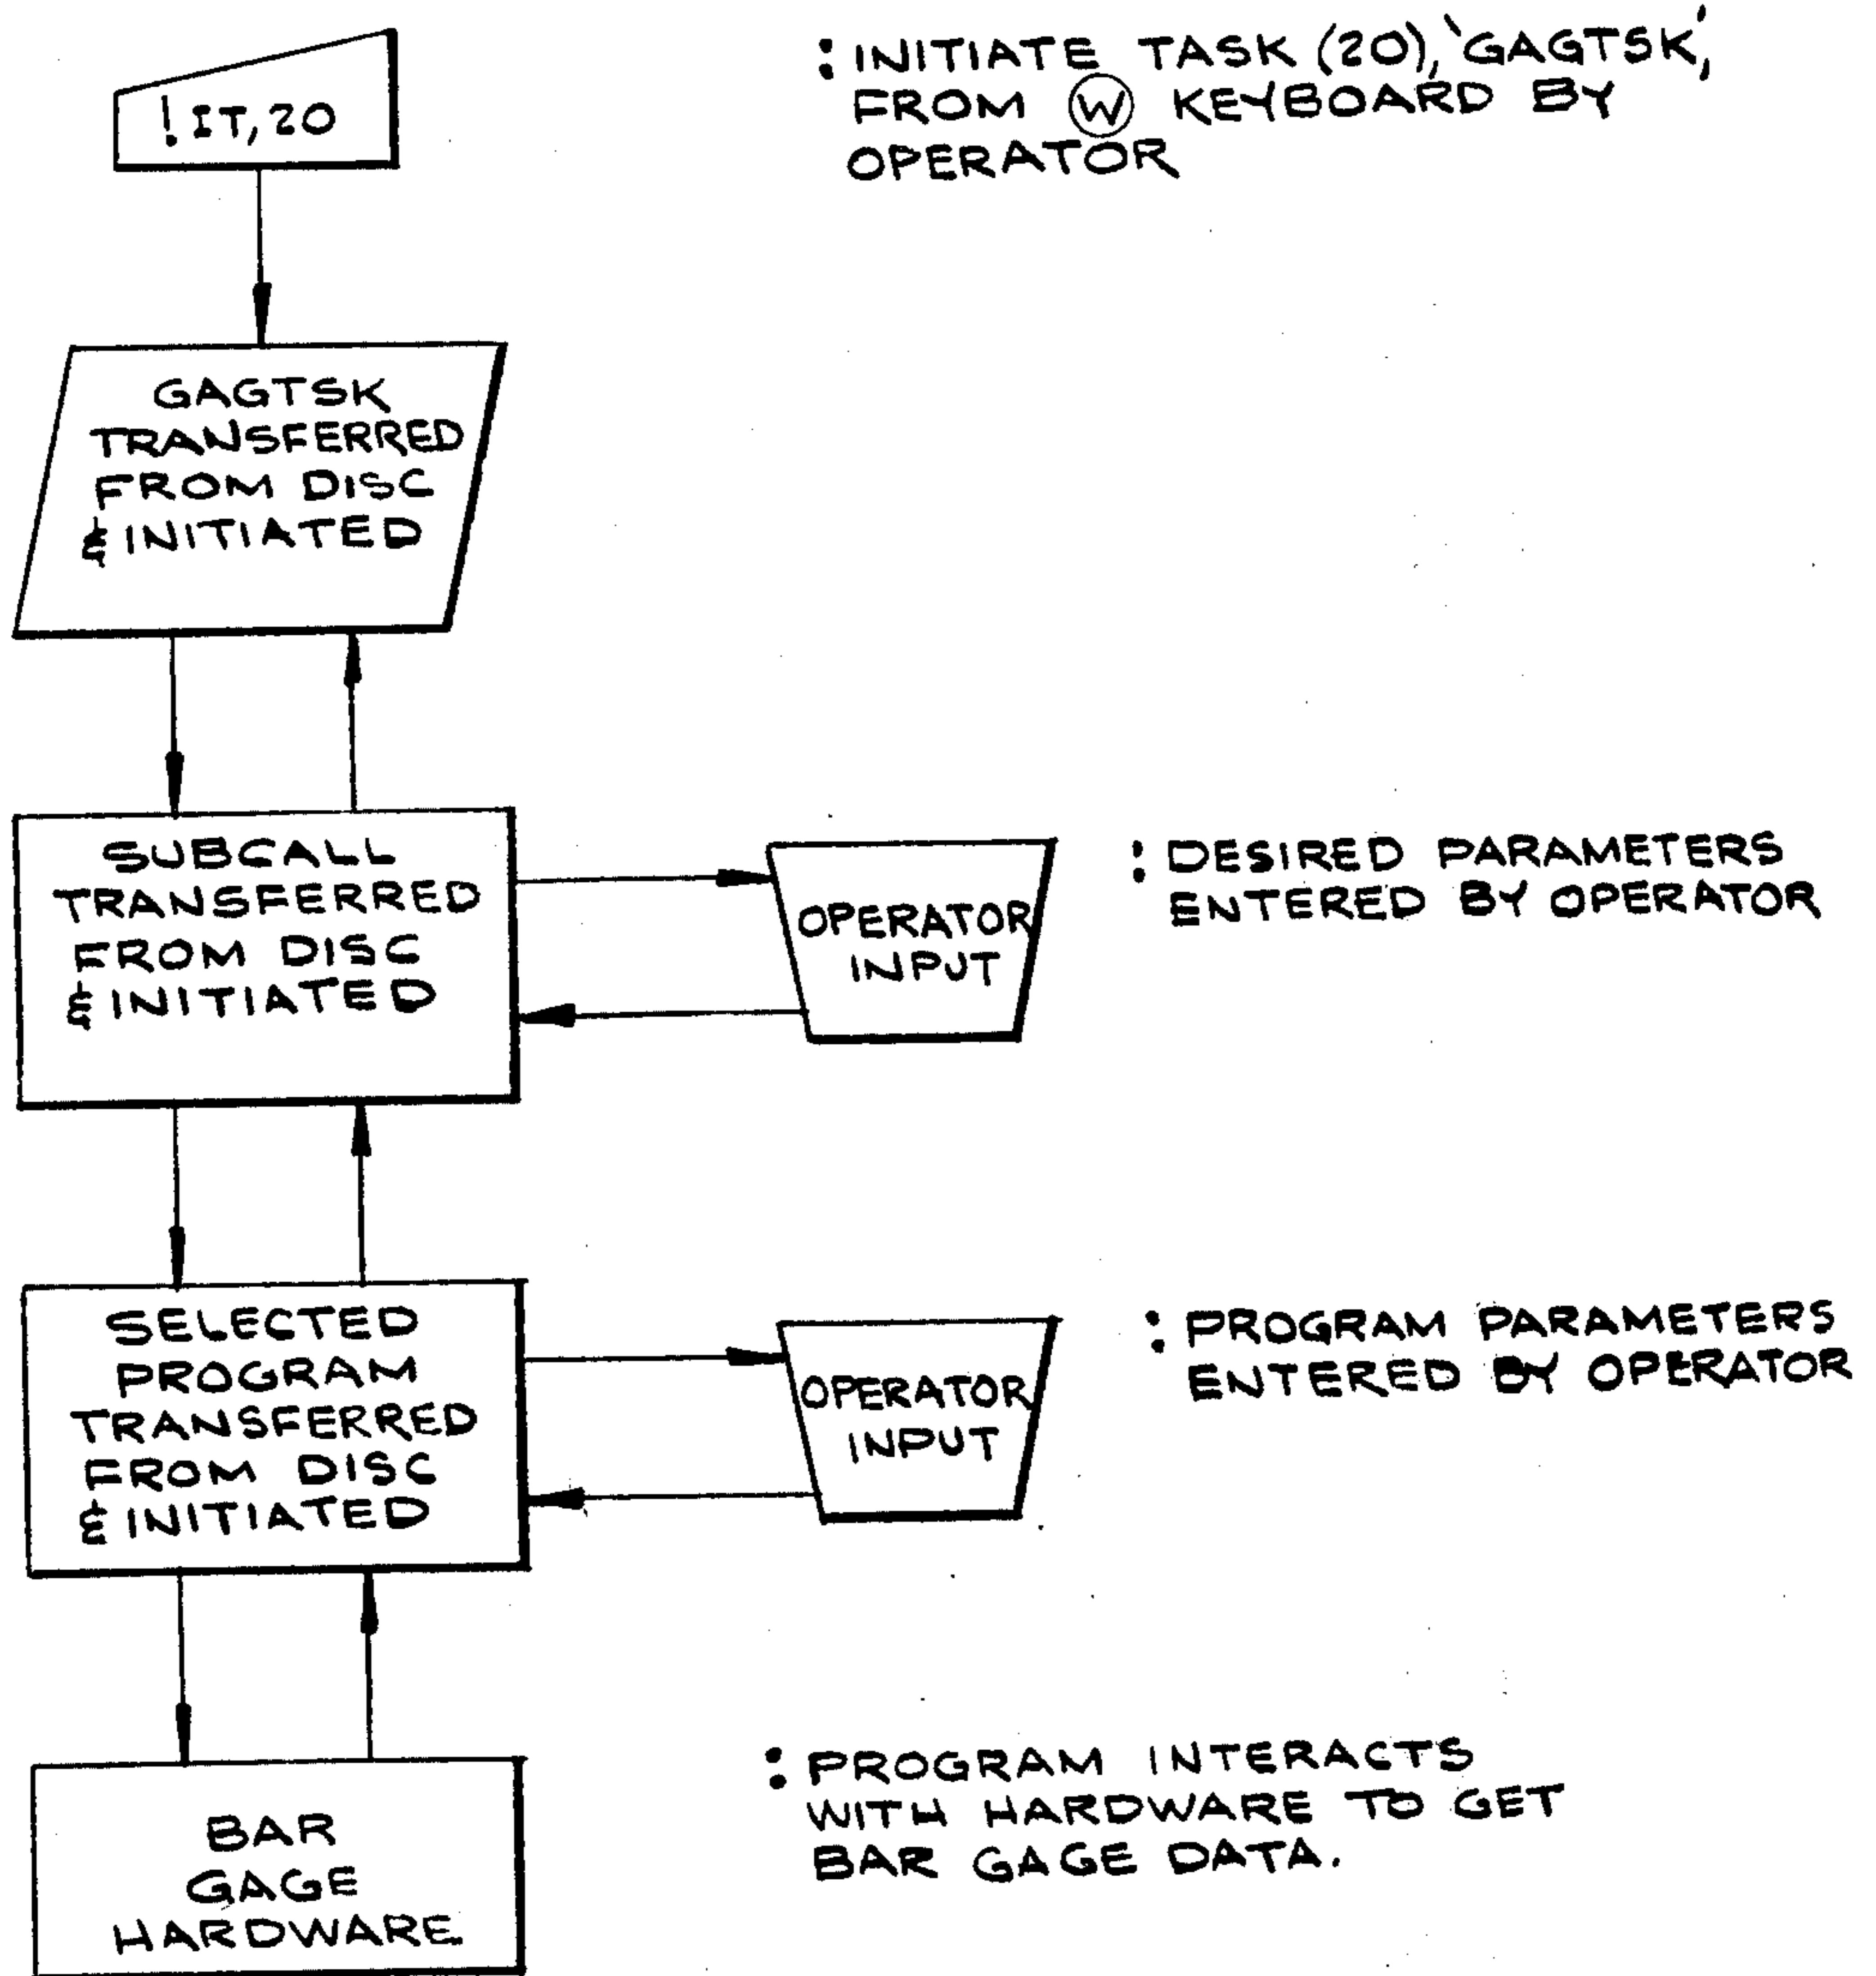 ! IT, 20
: INITIATE TASK (20), 'GAGTSK',
FROM W KEYBOARD BY
OPERATOR
GAGTSK
TRANSFERRED
FROM DISC
& INITIATED
SUBCALL
TRANSFERRED
FROM DISC
& INITIATED
OPERATOR
INPUT
: DESIRED PARAMETERS
ENTERED BY OPERATOR
SELECTED
PROGRAM
TRANSFERRED
FROM DISC
& INITIATED
OPERATOR
INPUT
: PROGRAM PARAMETERS
ENTERED BY OPERATOR
BAR
GAGE
HARDWARE
: PROGRAM INTERACTS
WITH HARDWARE TO GET
BAR GAGE DATA.